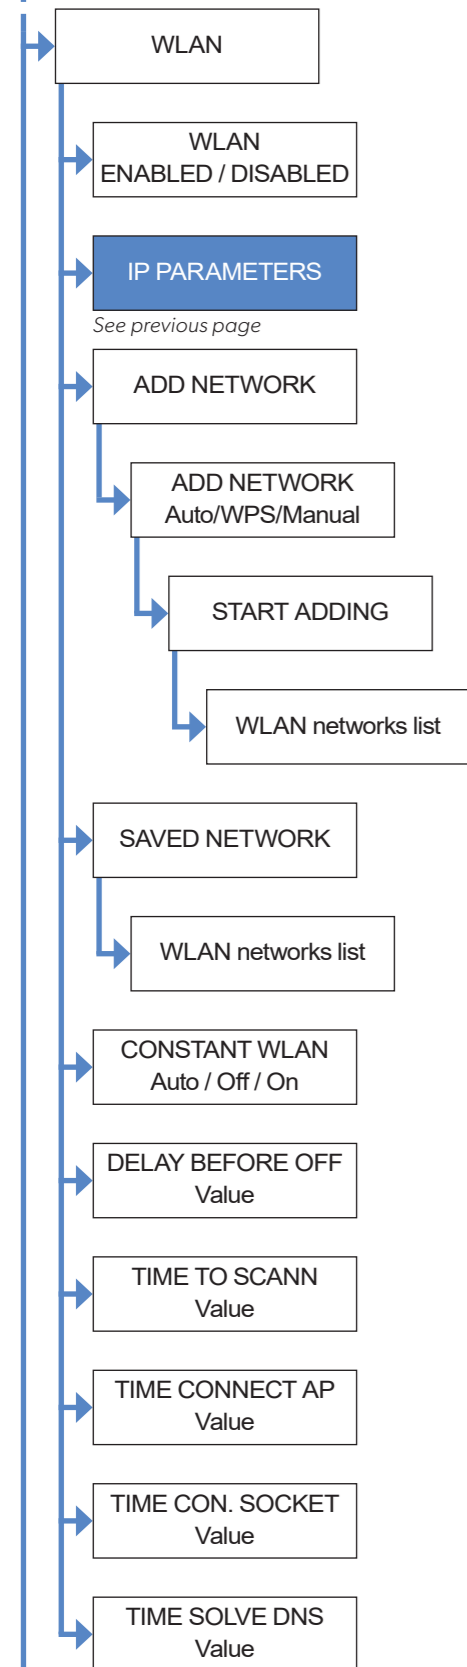 WLAN
WLAN
ENABLED / DISABLED
IP PARAMETERS
See previous page
ADD NETWORK
ADD NETWORK
Auto/WPS/Manual
START ADDING
WLAN networks list
SAVED NETWORK
WLAN networks list
CONSTANT WLAN
Auto / Off / On
DELAY BEFORE OFF
Value
TIME TO SCANN
Value
TIME CONNECT AP
Value
TIME CON. SOCKET
Value
TIME SOLVE DNS
Value